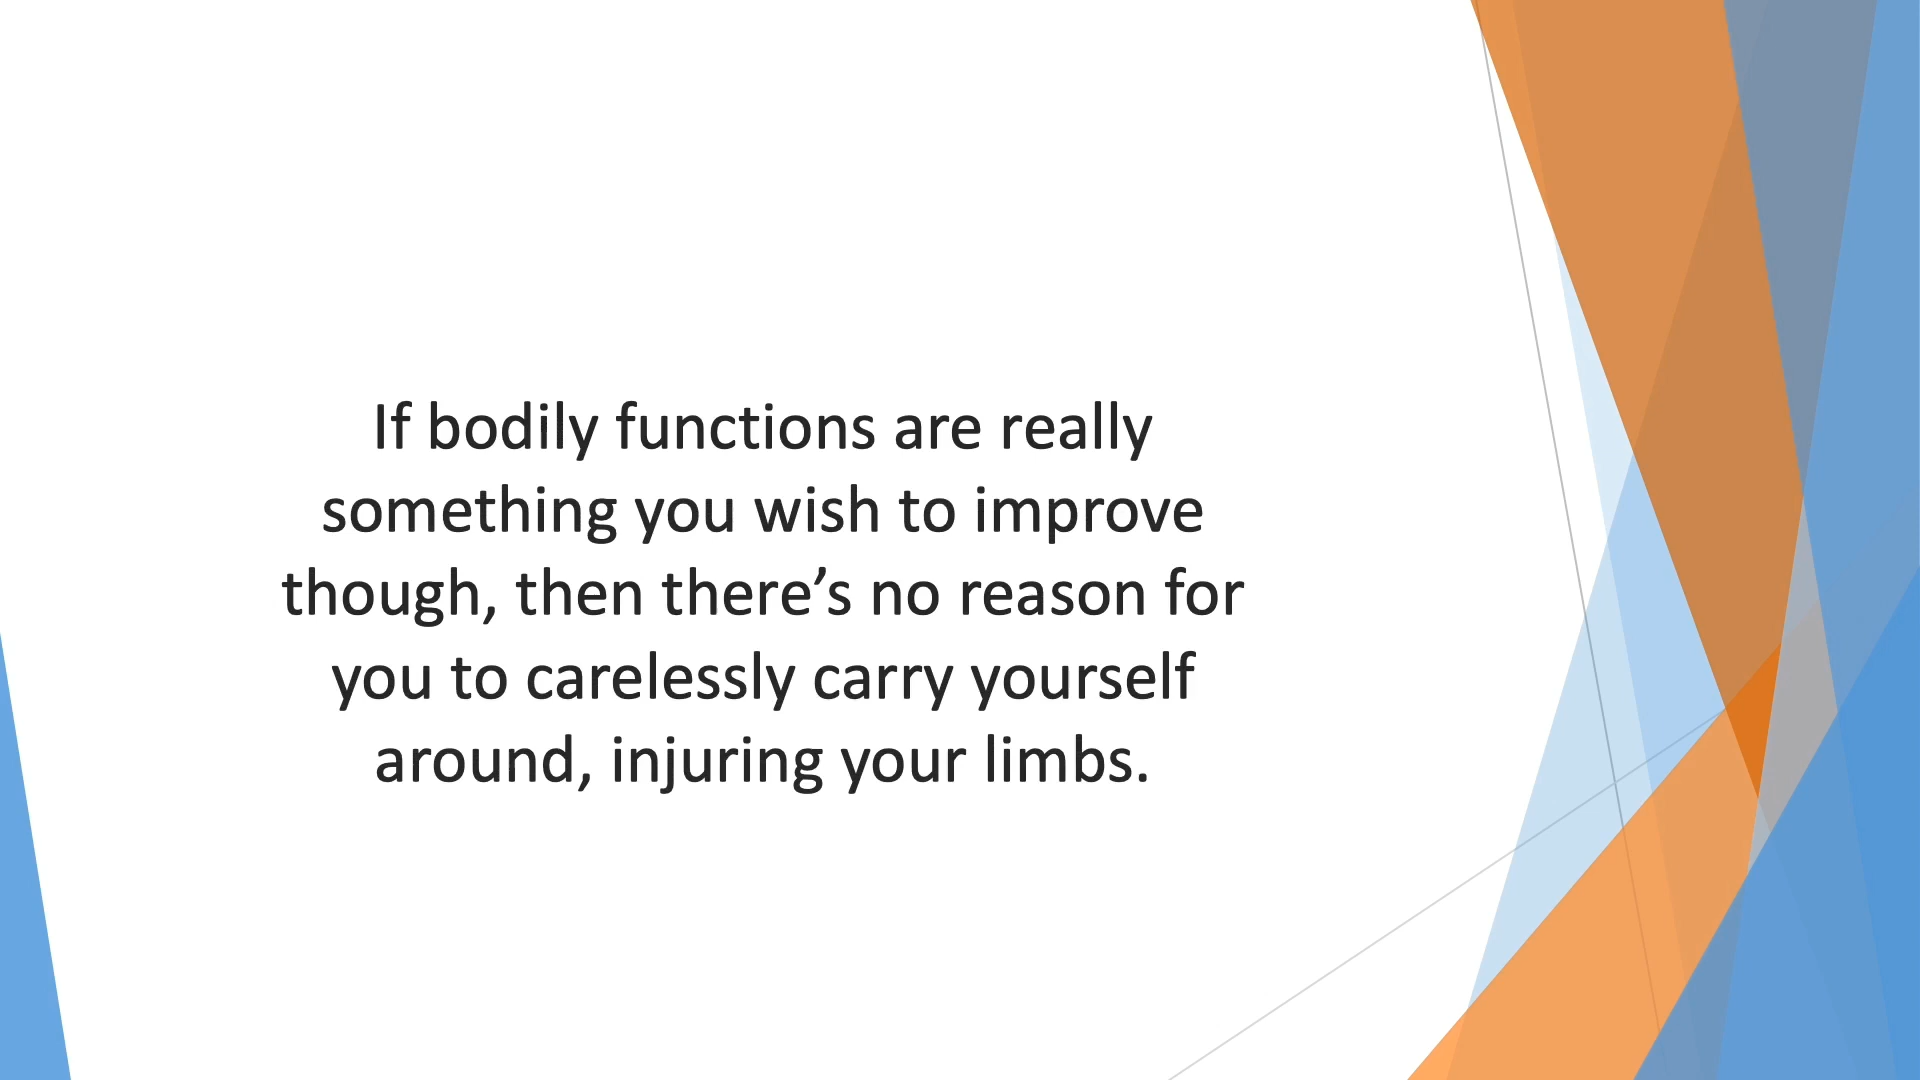 If bodily functions are really
something you wish to improve
though, then there’s no reason for
you to carelessly carry yourself
around, injuring your limbs.